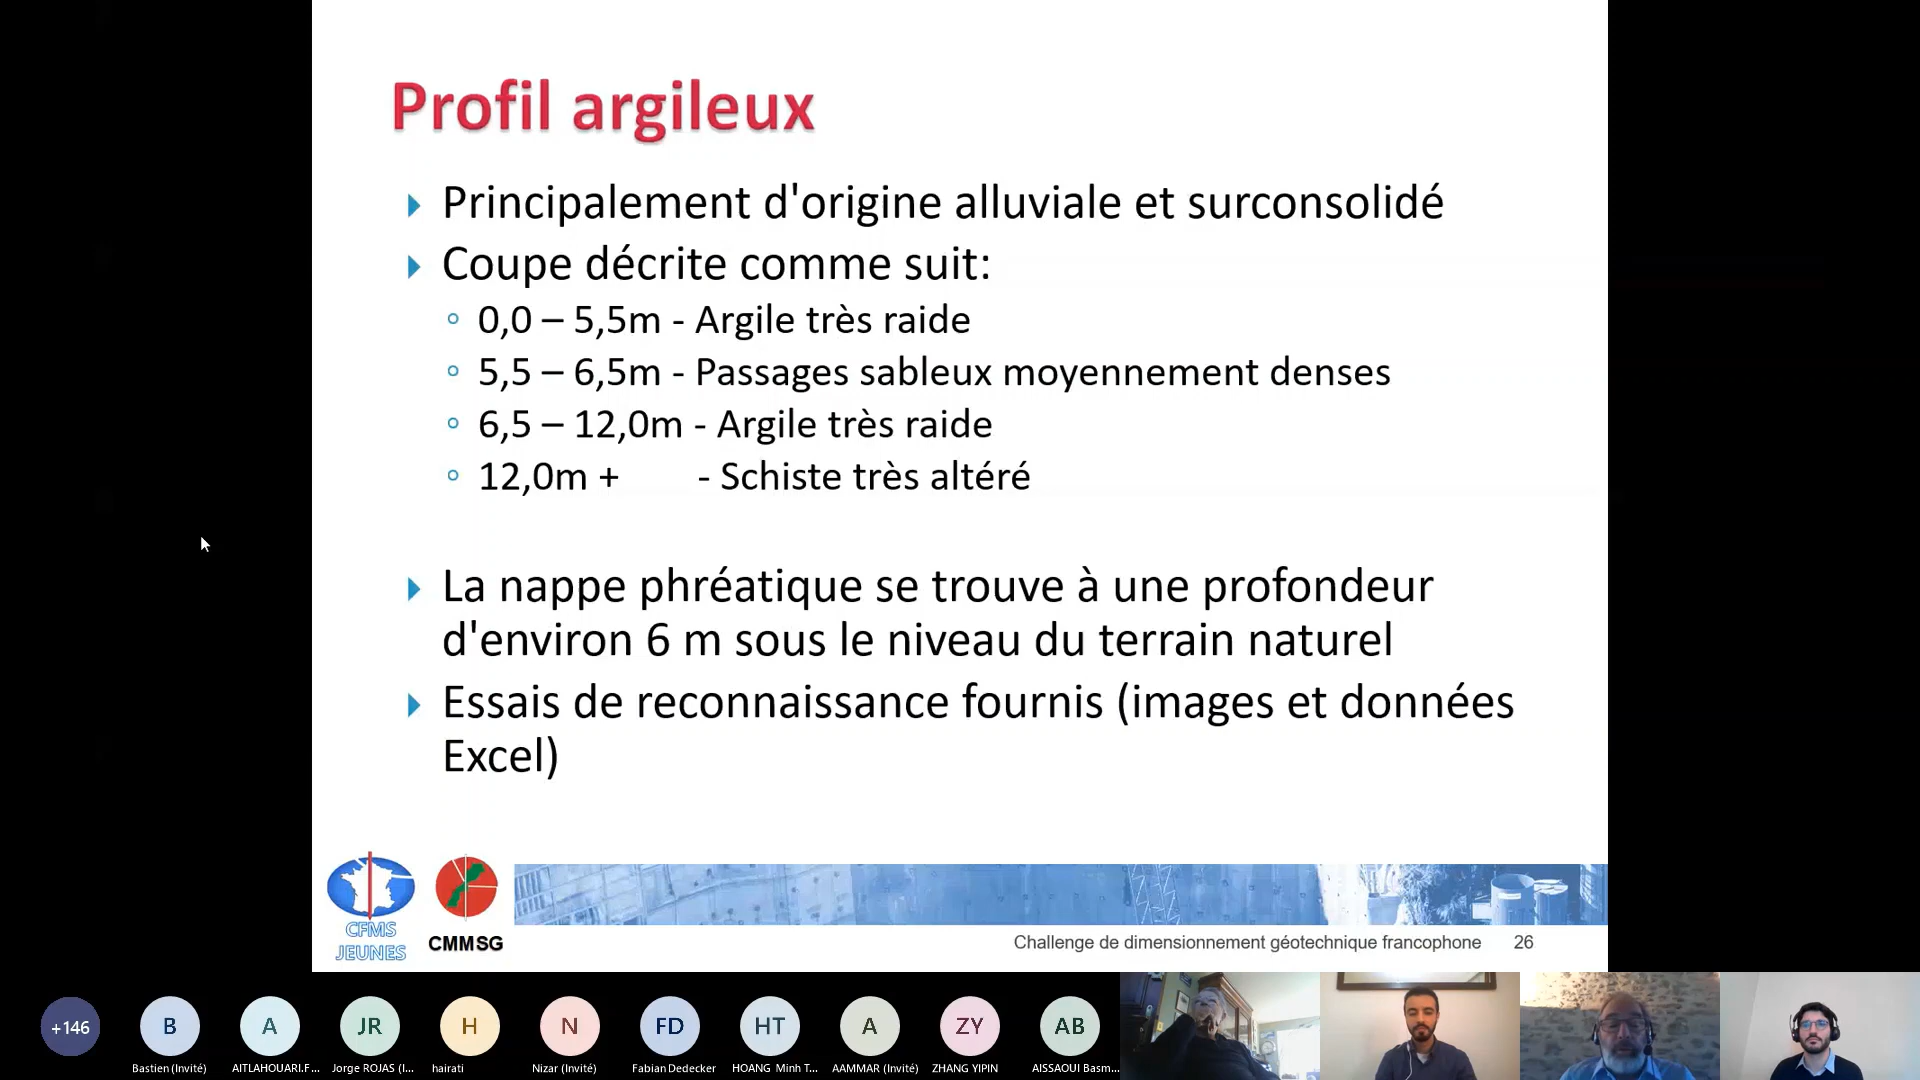 Profil argileux
Principalement d'origine alluviale et surconsolidé
Coupe décrite comme suit:
0,0 – 5,5m - Argile très raide
5,5 – 6,5m - Passages sableux moyennement denses
6,5 – 12,0m - Argile très raide
12,0m + - Schiste très altéré
La nappe phréatique se trouve à une profondeur
d'environ 6 m sous le niveau du terrain naturel
Essais de reconnaissance fournis (images et données
Excel)
CFMS
JEUNES
CMMSG
Challenge de dimensionnement géotechnique francophone 26
+146 B A JR H N FD HT A ZY AB
Bastien (Invité) AITLAHOUARI.F... Jorge ROJAS (I... hairati Nizar (Invité) Fabian Dedecker HOANG Minh T... AAMMAR (Invité) ZHANG YIPIN AISSAOUI Basm...